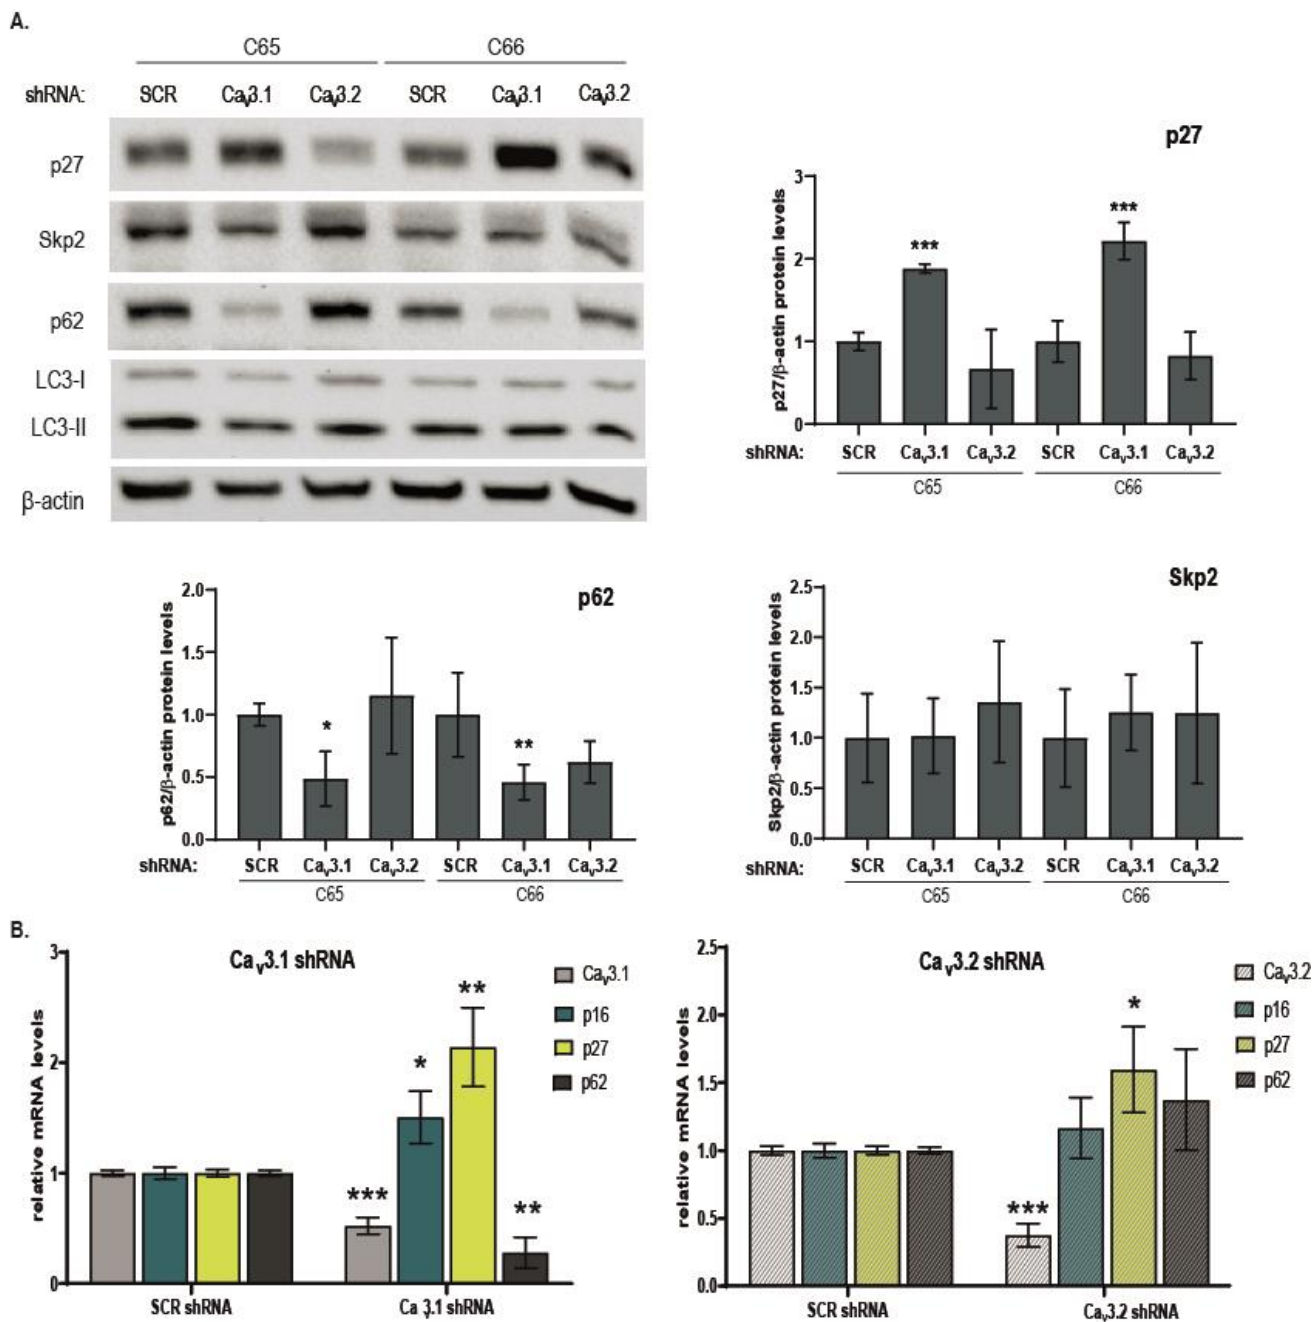 A.
C65 C66
shRNA: SCR Cav3.1 Cav3.2 SCR Cav3.1 Cav3.2
p27
Skp2
p62
LC3-I
LC3-II
β-actin
p27
p27/β-actin protein levels
3
2
1
0
shRNA: SCR Cav3.1 Cav3.2 SCR Cav3.1 Cav3.2
C65 C66
*** ***
p62
p62/β-actin protein levels
2.0
1.5
1.0
0.5
0.0
* **
shRNA: SCR Cav3.1 Cav3.2 SCR Cav3.1 Cav3.2
C65 C66
Skp2
Skp2/β-actin protein levels
2.5
2.0
1.5
1.0
0.5
0.0
shRNA: SCR Cav3.1 Cav3.2 SCR Cav3.1 Cav3.2
C65 C66
B.
Cav3.1 shRNA
relative mRNA levels
3
2
1
0
*** * ** **
Cav3.1
p16
p27
p62
SCR shRNA Ca 3.1 shRNA
Cav3.2 shRNA
relative mRNA levels
2.5
2.0
1.5
1.0
0.5
0.0
*** *
Cav3.2
p16
p27
p62
SCR shRNA Cav3.2 shRNA